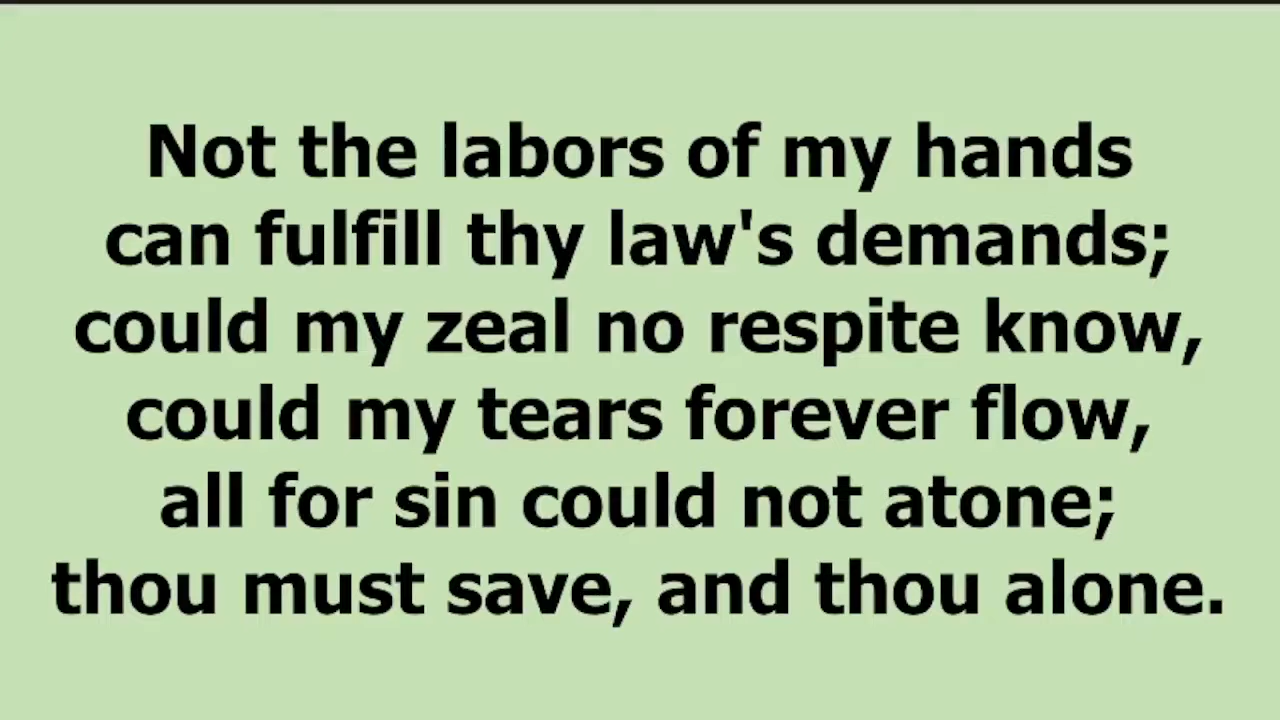 Not the labors of my hands
can fulfill thy law's demands;
could my zeal no respite know,
could my tears forever flow,
all for sin could not atone;
thou must save, and thou alone.